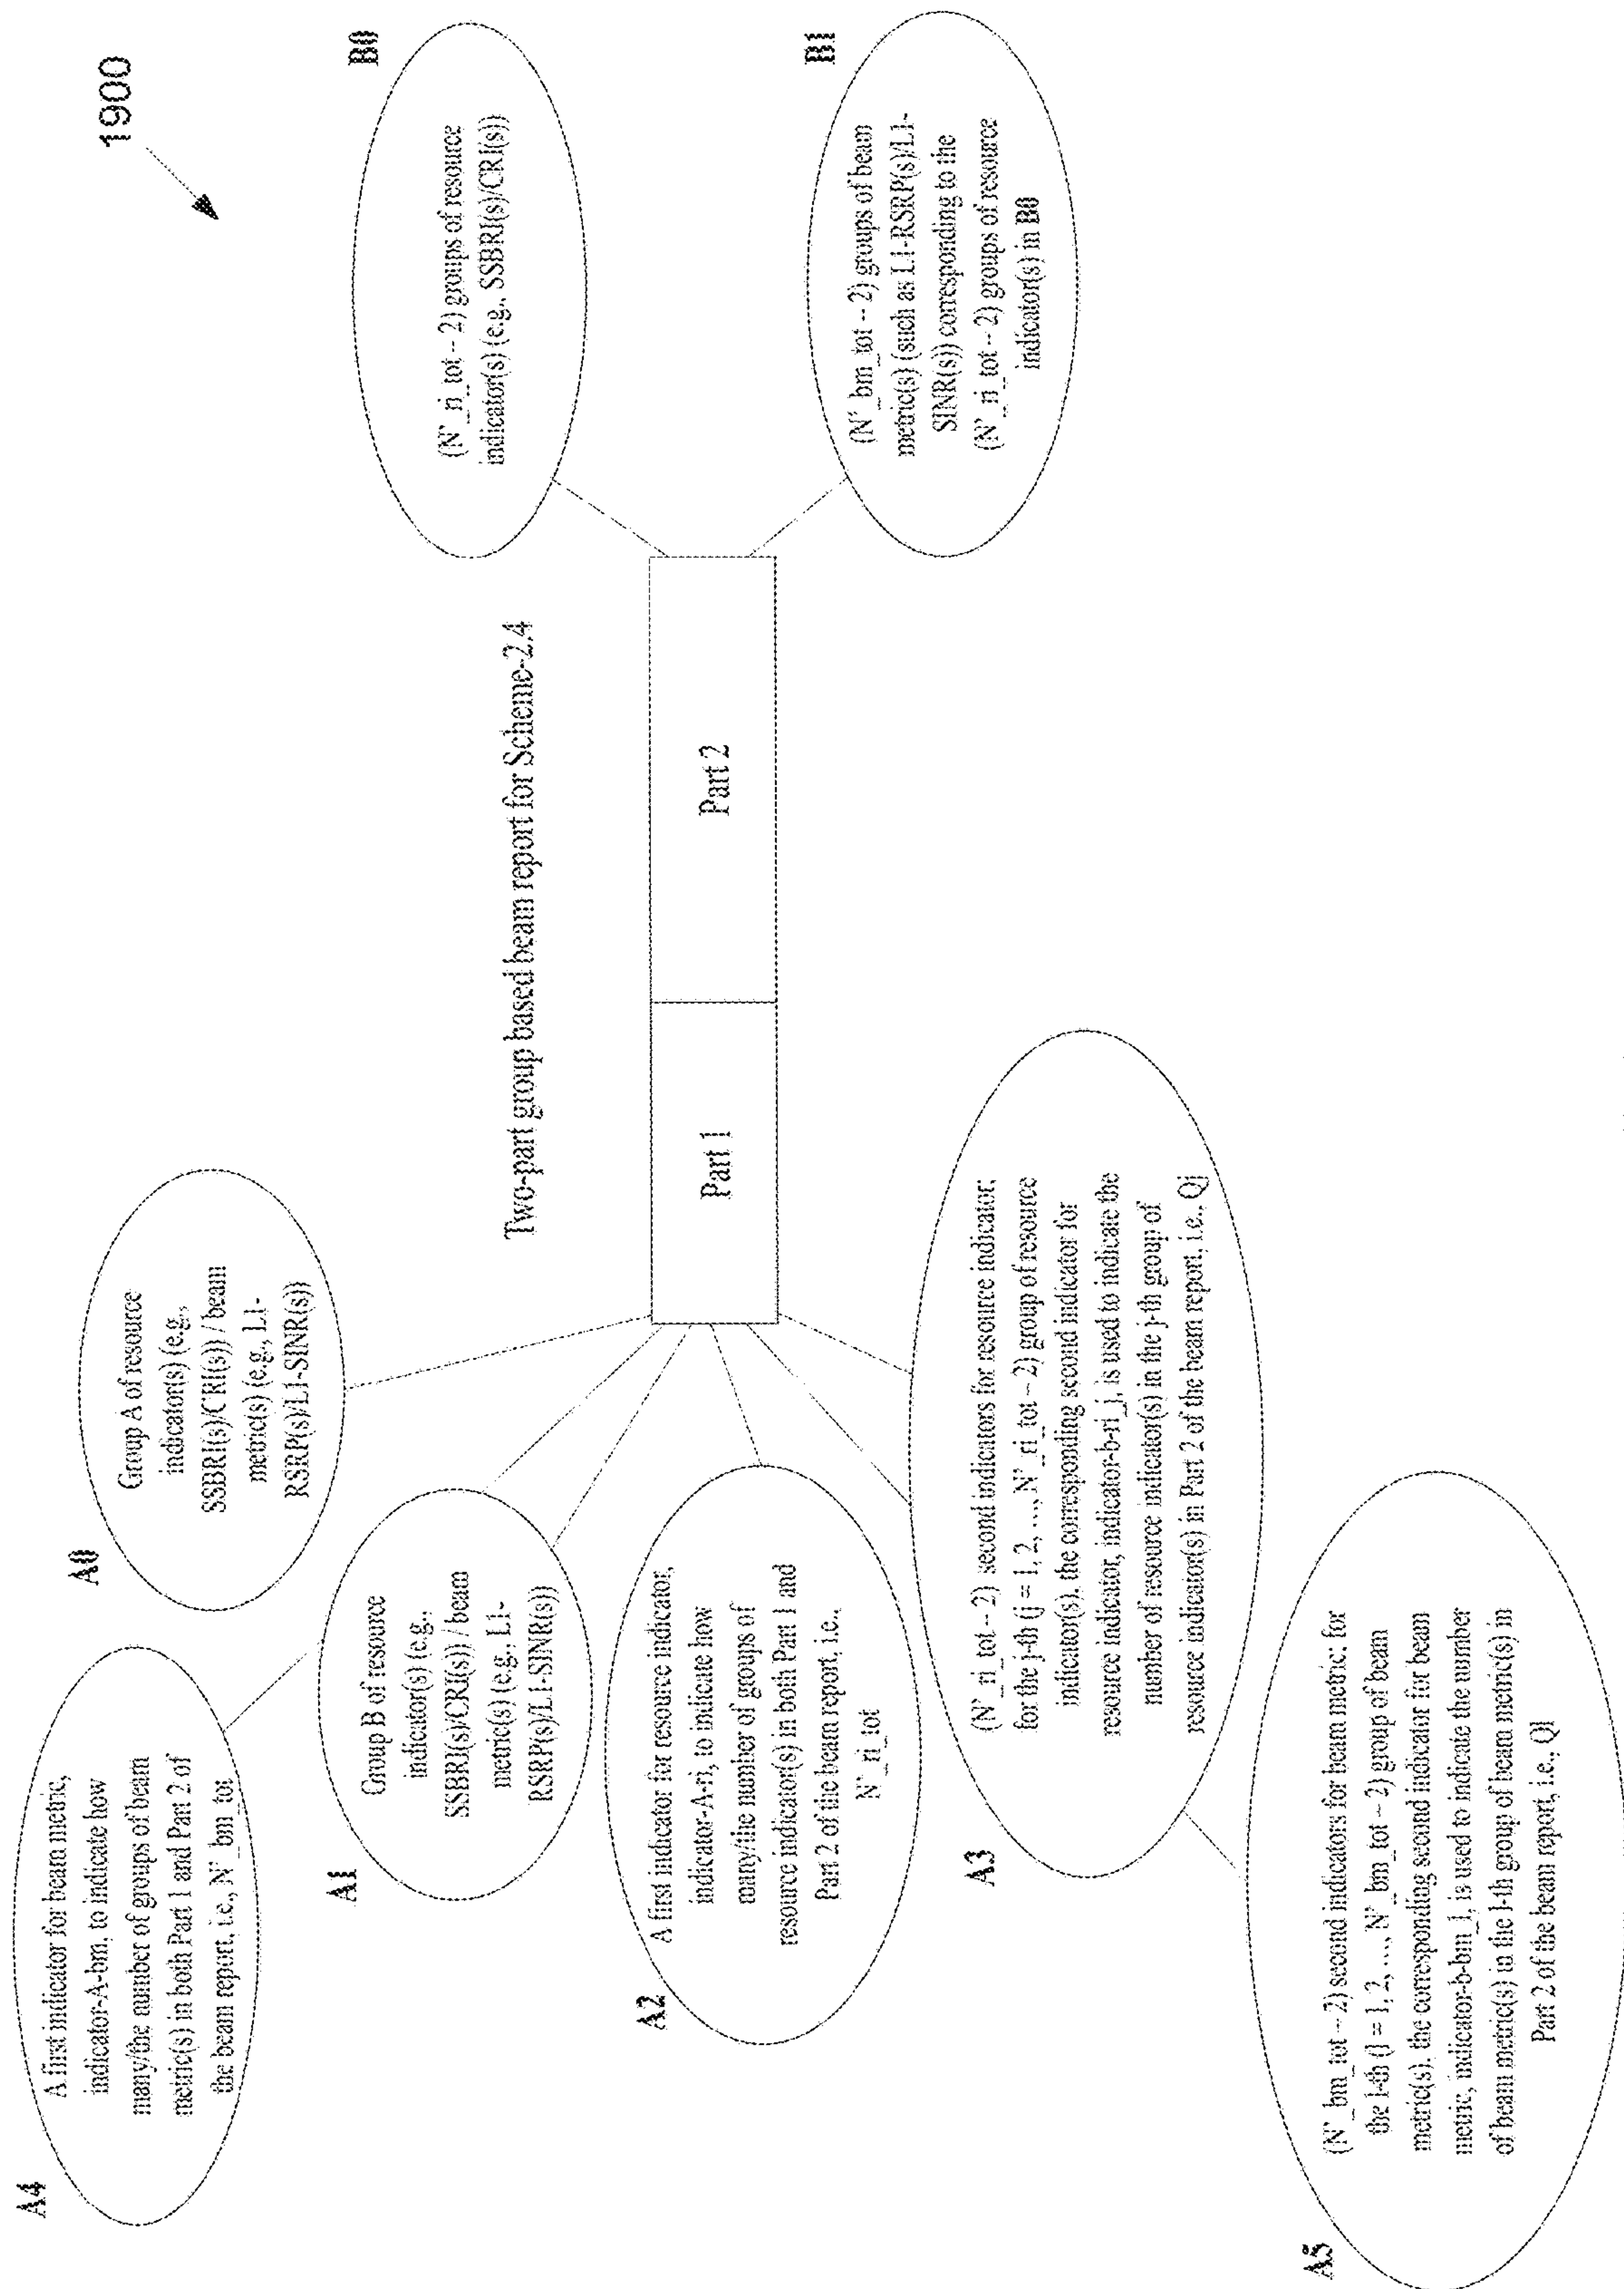 1900
Two-part group based beam report for Scheme-2.4
Part 1
Part 2
A4
A first indicator for beam metric,
indicator-A-bm, to indicate how
many/the number of groups of beam
metric(s) in both Part 1 and Part 2 of
the beam report, i.e., N'_bm_tot
A0
Group A of resource
indicator(s) (e.g.,
SSBRI(s)/CRI(s)) / beam
metric(s) (e.g., L1-
RSRP(s)/L1-SINR(s))
A1
Group B of resource
indicator(s) (e.g.,
SSBRI(s)/CRI(s)) / beam
metric(s) (e.g., L1-
RSRP(s)/L1-SINR(s))
A2
A first indicator for resource indicator,
indicator-A-ri, to indicate how
many/the number of groups of
resource indicator(s) in both Part 1 and
Part 2 of the beam report, i.e.,
N'_ri_tot
A3
(N'_ri_tot – 2) second indicators for resource indicator:
for the j-th (j = 1, 2, …, N'_ri_tot – 2) group of resource
indicator(s), the corresponding second indicator for
resource indicator, indicator-b-ri_j, is used to indicate the
number of resource indicator(s) in the j-th group of
resource indicator(s) in Part 2 of the beam report, i.e., Qj
A5
(N'_bm_tot – 2) second indicators for beam metric: for
the l-th (l = 1, 2, …, N'_bm_tot – 2) group of beam
metric(s), the corresponding second indicator for beam
metric, indicator-b-bm_l, is used to indicate the number
of beam metric(s) in the l-th group of beam metric(s) in
Part 2 of the beam report, i.e., Ql
B0
(N'_ri_tot – 2) groups of resource
indicator(s) (e.g., SSBRI(s)/CRI(s))
B1
(N'_bm_tot – 2) groups of beam
metric(s) (such as L1-RSRP(s)/L1-
SINR(s)) corresponding to the
(N'_ri_tot – 2) groups of resource
indicator(s) in B0